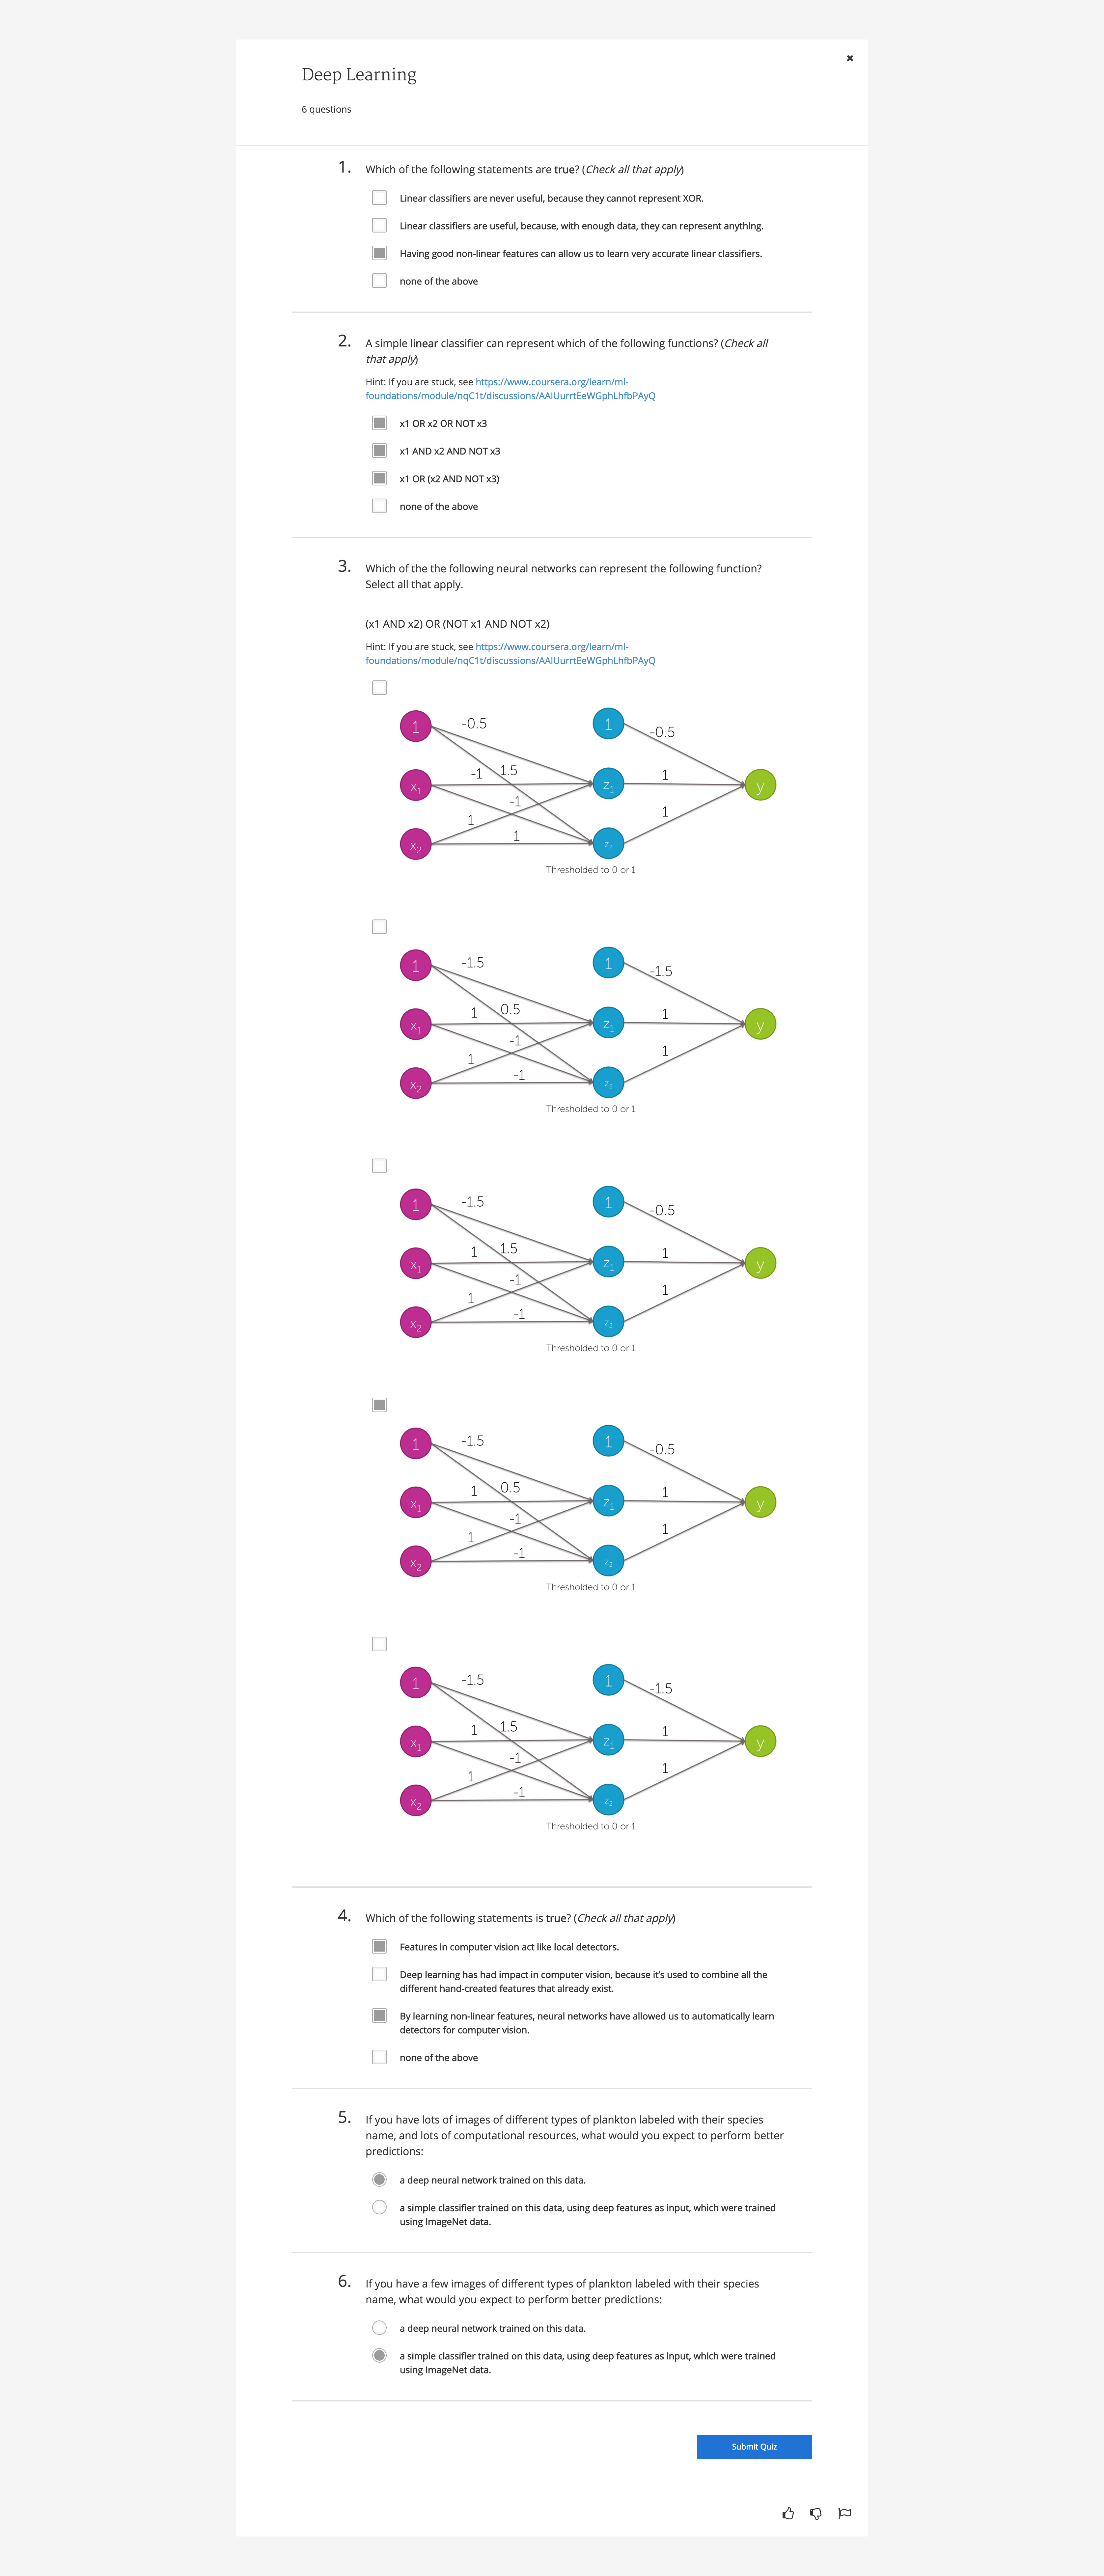 Deep Learning
6 questions
1. Which of the following statements are true? (Check all that apply)
Linear classifiers are never useful, because they cannot represent XOR.
Linear classifiers are useful, because, with enough data, they can represent anything.
Having good non-linear features can allow us to learn very accurate linear classifiers.
none of the above
2. A simple linear classifier can represent which of the following functions? (Check all
that apply)
Hint: If you are stuck, see https://www.coursera.org/learn/ml-
foundations/module/nqC1t/discussions/AAIUurrtEeWGphLhfbPAyQ
x1 OR x2 OR NOT x3
x1 AND x2 AND NOT x3
x1 OR (x2 AND NOT x3)
none of the above
3. Which of the the following neural networks can represent the following function?
Select all that apply.
(x1 AND x2) OR (NOT x1 AND NOT x2)
Hint: If you are stuck, see https://www.coursera.org/learn/ml-
foundations/module/nqC1t/discussions/AAIUurrtEeWGphLhfbPAyQ
1 -0.5 1 -0.5
-1 1.5 1
x1 z1 y
-1
1 1
x2 1 z2
Thresholded to 0 or 1
1 -1.5 1 -1.5
1 0.5 1
x1 z1 y
-1
1 1
x2 -1 z2
Thresholded to 0 or 1
1 -1.5 1 -0.5
1 1.5 1
x1 z1 y
-1
1 1
x2 -1 z2
Thresholded to 0 or 1
1 -1.5 1 -0.5
1 0.5 1
x1 z1 y
-1
1 1
x2 -1 z2
Thresholded to 0 or 1
1 -1.5 1 -1.5
1 1.5 1
x1 z1 y
-1
1 1
x2 -1 z2
Thresholded to 0 or 1
4. Which of the following statements is true? (Check all that apply)
Features in computer vision act like local detectors.
Deep learning has had impact in computer vision, because it's used to combine all the
different hand-created features that already exist.
By learning non-linear features, neural networks have allowed us to automatically learn
detectors for computer vision.
none of the above
5. If you have lots of images of different types of plankton labeled with their species
name, and lots of computational resources, what would you expect to perform better
predictions:
a deep neural network trained on this data.
a simple classifier trained on this data, using deep features as input, which were trained
using ImageNet data.
6. If you have a few images of different types of plankton labeled with their species
name, what would you expect to perform better predictions:
a deep neural network trained on this data.
a simple classifier trained on this data, using deep features as input, which were trained
using ImageNet data.
Submit Quiz